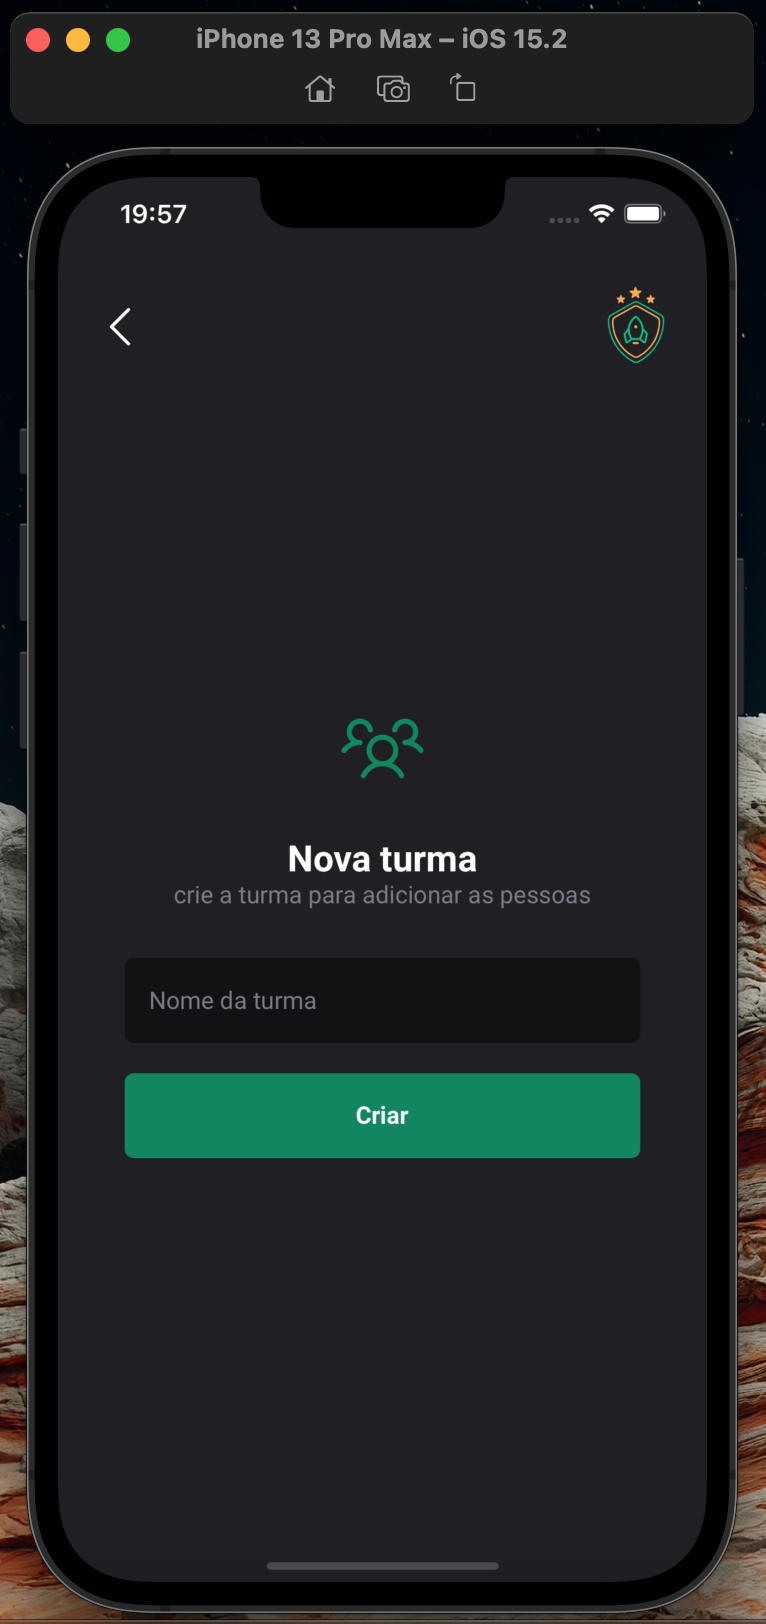 iPhone 13 Pro Max – iOS 15.2
19:57
Nova turma
crie a turma para adicionar as pessoas
Nome da turma
Criar